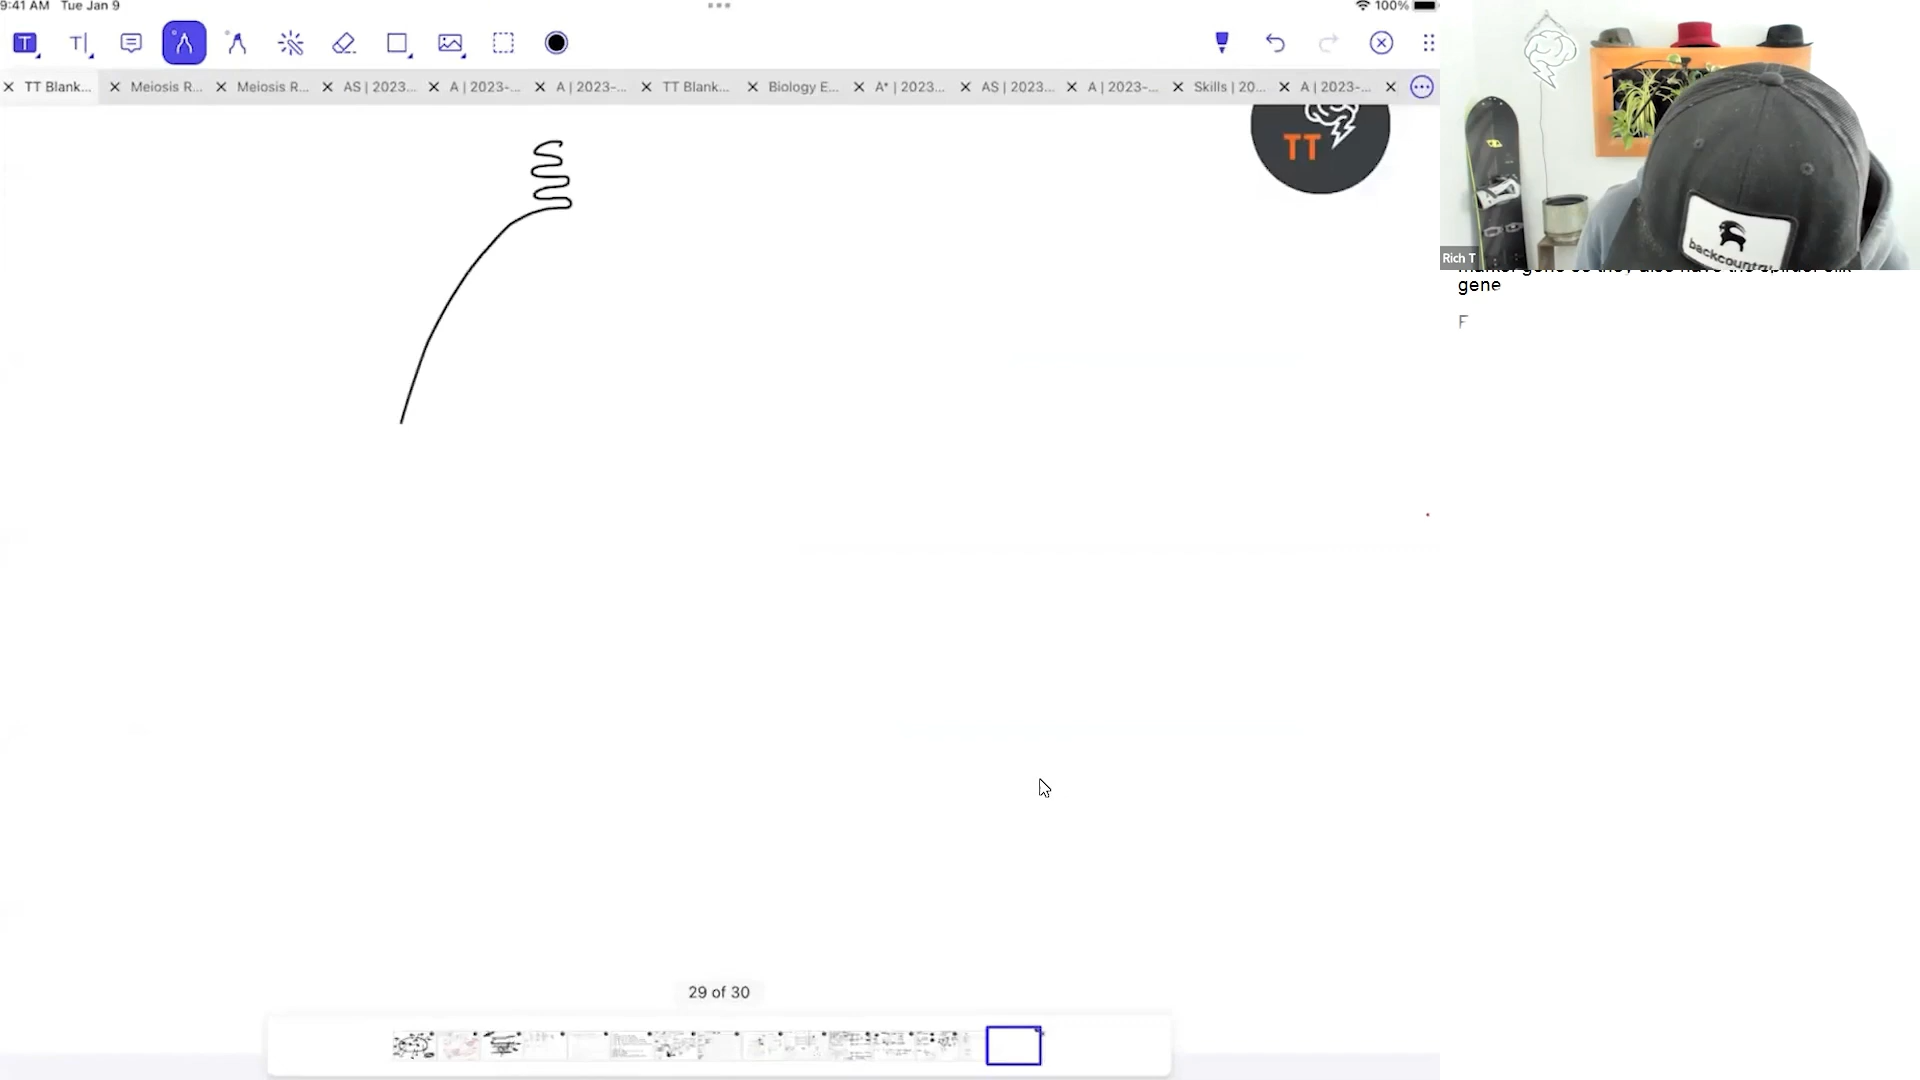 9:41 AM Tue Jan 9
100%
TT Blank...
Meiosis R...
Meiosis R...
AS | 2023...
A | 2023-...
A | 2023-...
TT Blank...
Biology E...
A* | 2023...
AS | 2023...
A | 2023-...
Skills | 20...
A | 2023-...
TT
backcountry
Rich T
gene
F
29 of 30